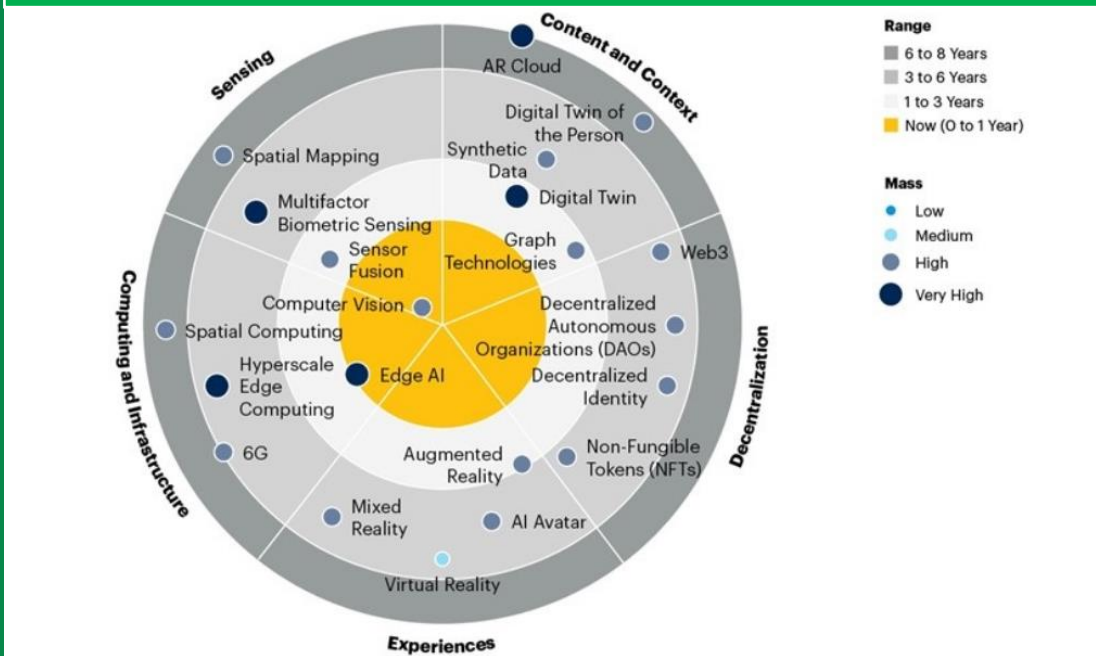 Content and Context
Sensing
AR Cloud
Digital Twin of
the Person
Synthetic
Data
Spatial Mapping
Digital Twin
Multifactor
Biometric Sensing
Graph
Technologies
Sensor
Fusion
Web3
Computer Vision
Decentralized
Autonomous
Organizations (DAOs)
Spatial Computing
Hyperscale
Edge
Computing
Edge AI
Decentralized
Identity
6G
Augmented
Reality
Non-Fungible
Tokens (NFTs)
Mixed
Reality
AI Avatar
Virtual Reality
Computing and Infrastructure
Decentralization
Experiences
Range
6 to 8 Years
3 to 6 Years
1 to 3 Years
Now (0 to 1 Year)
Mass
Low
Medium
High
Very High